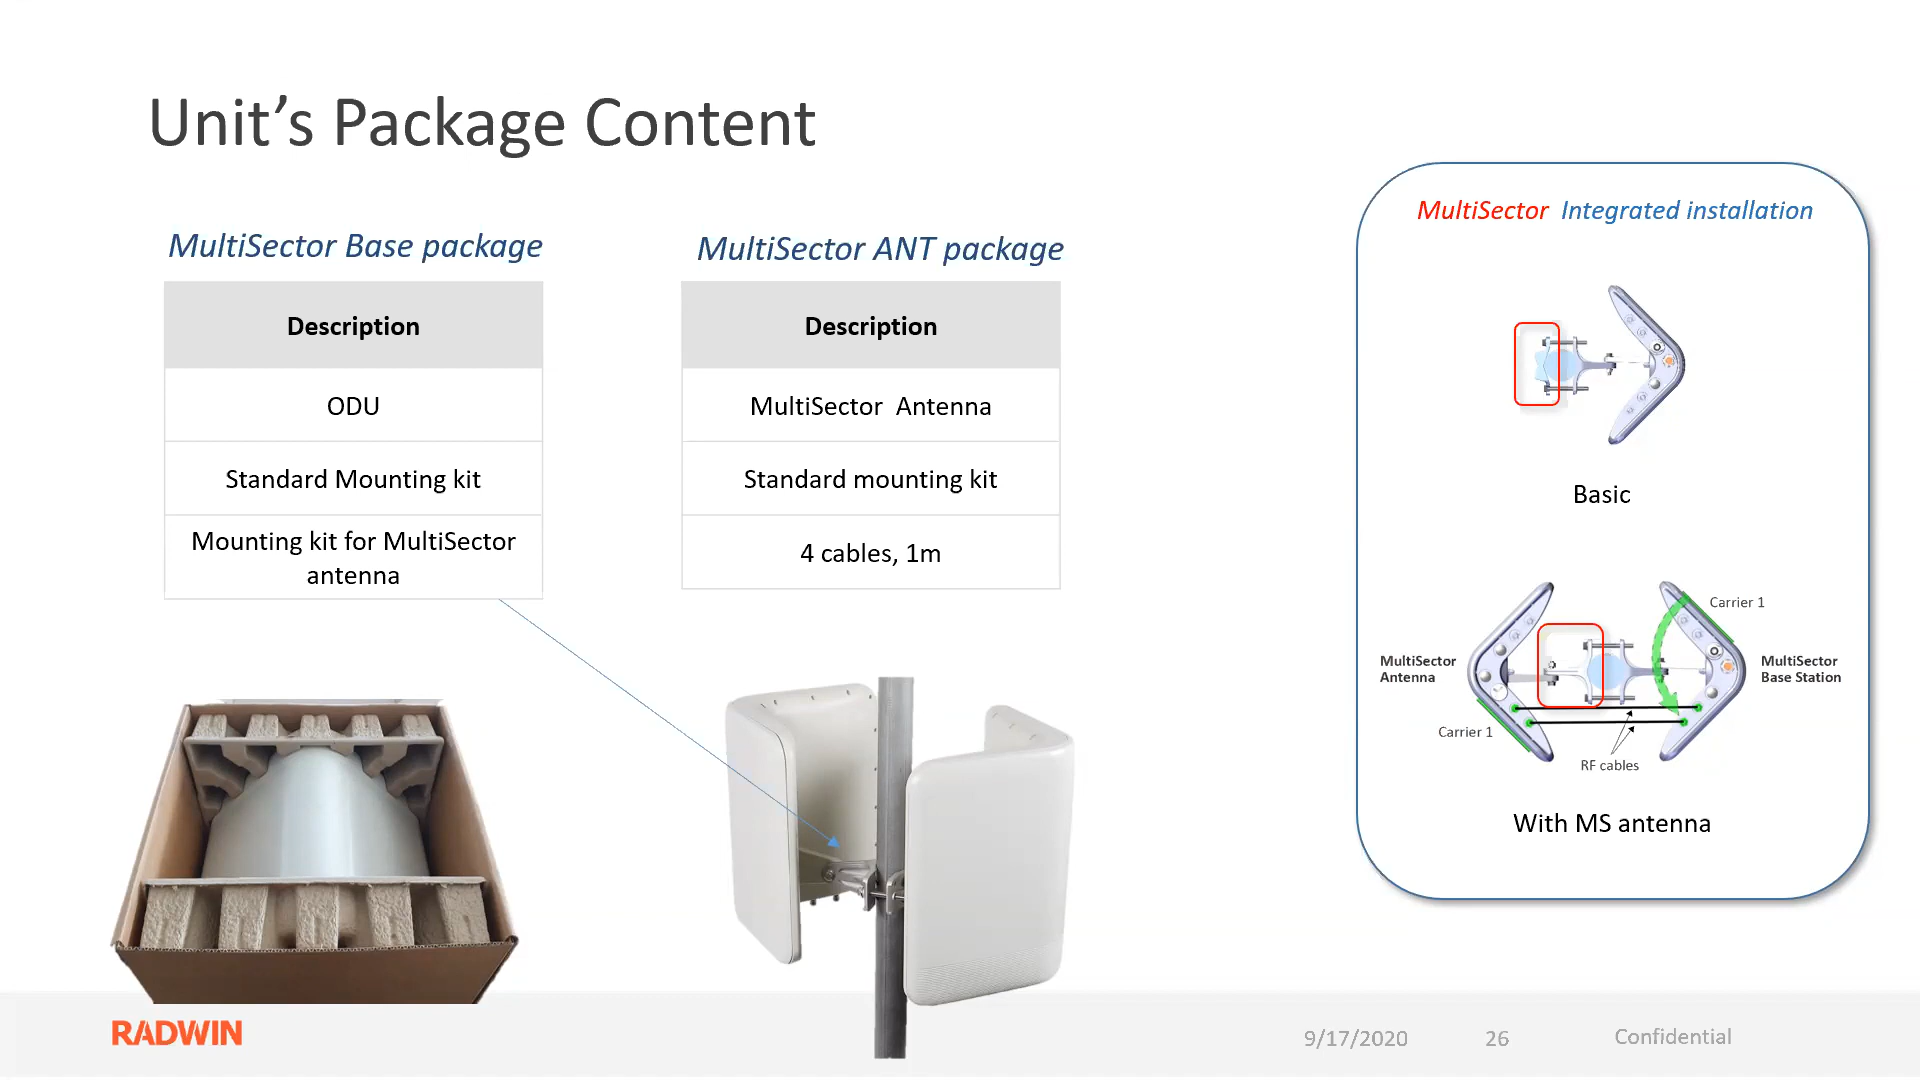 Unit’s Package Content
MultiSector Base package
Description
ODU
Standard Mounting kit
Mounting kit for MultiSector
antenna
MultiSector ANT package
Description
MultiSector  Antenna
Standard mounting kit
4 cables, 1m
MultiSector  Integrated installation
Basic
Carrier 1
MultiSector
Antenna
MultiSector
Base Station
Carrier 1
RF cables
With MS antenna
RADWIN
9/17/2020
26
Confidential